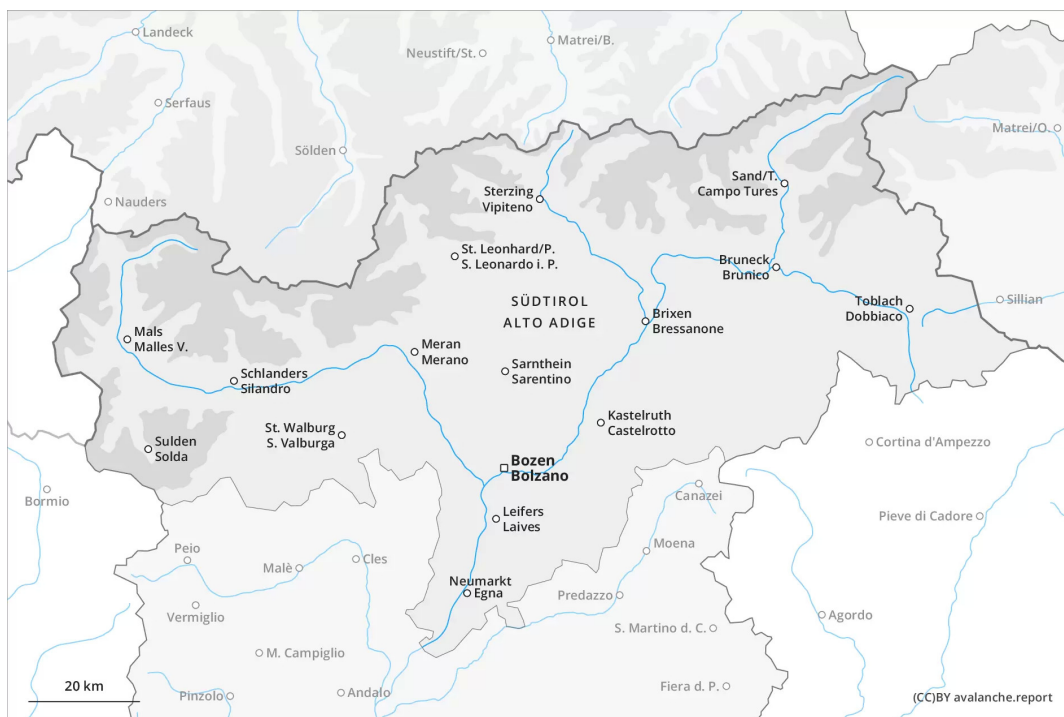 Landeck
Matrei/B.
Neustift/St.
Serfaus
Matrei/O.
Sölden
Sand/T.
Campo Tures
Sterzing
Vipiteno
Nauders
St. Leonhard/P.
S. Leonardo i. P.
Bruneck
Brunico
SÜDTIROL
ALTO ADIGE
Toblach
Dobbiaco
Sillian
Brixen
Bressanone
Mals
Malles V.
Meran
Merano
Sarnthein
Sarentino
Schlanders
Silandro
Kastelruth
Castelrotto
St. Walburg
S. Valburga
Sulden
Solda
Cortina d'Ampezzo
Bozen
Bolzano
Bormio
Canazei
Leifers
Laives
Pieve di Cadore
Peio
Moena
Cles
Malè
Neumarkt
Egna
Predazzo
Vermiglio
Agordo
S. Martino d. C.
M. Campiglio
Fiera d. P.
20 km
Pinzolo
Andalo
(CC)BY avalanche.report